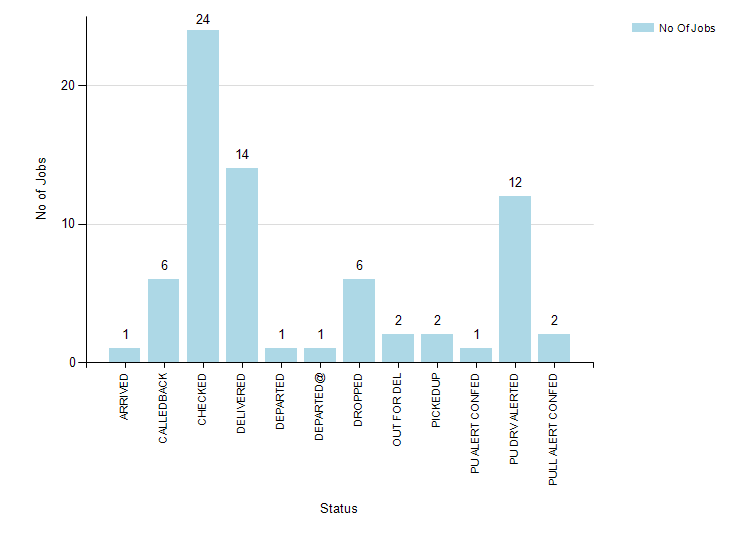 No Of Jobs
24
20
14
12
10
6
6
2
2
2
1
1
1
1
0
No of Jobs
ARRIVED
CALLEDBACK
CHECKED
DELIVERED
DEPARTED
DEPARTED@
DROPPED
OUT FOR DEL
PICKEDUP
PU ALERT CONFED
PU DRV ALERTED
PULL ALERT CONFED
Status